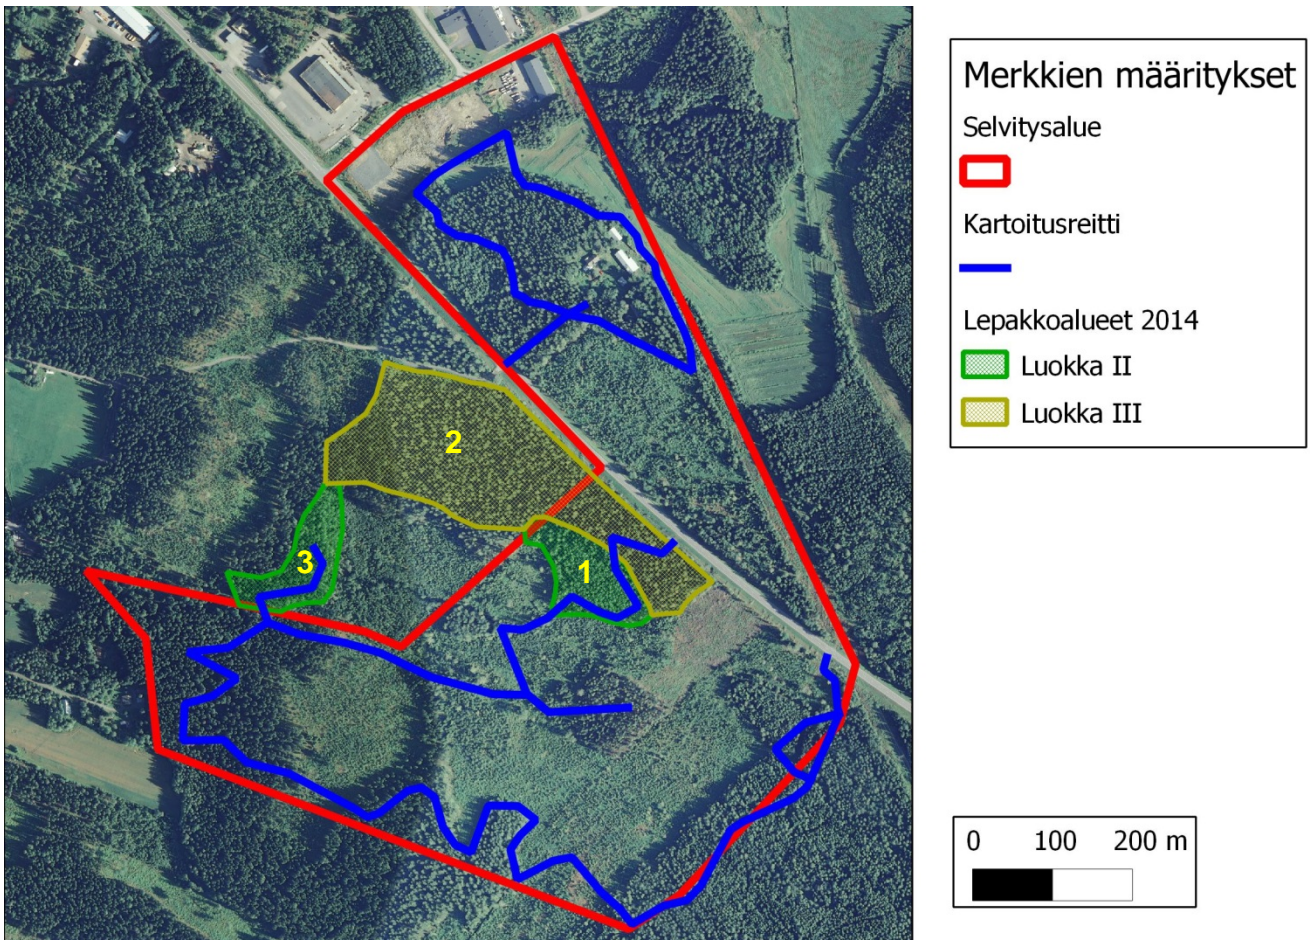 Merkkien määritykset
Selvitysalue
Kartoitusreitti
Lepakkoalueet 2014
Luokka II
Luokka III
2
3
1
0 100 200 m